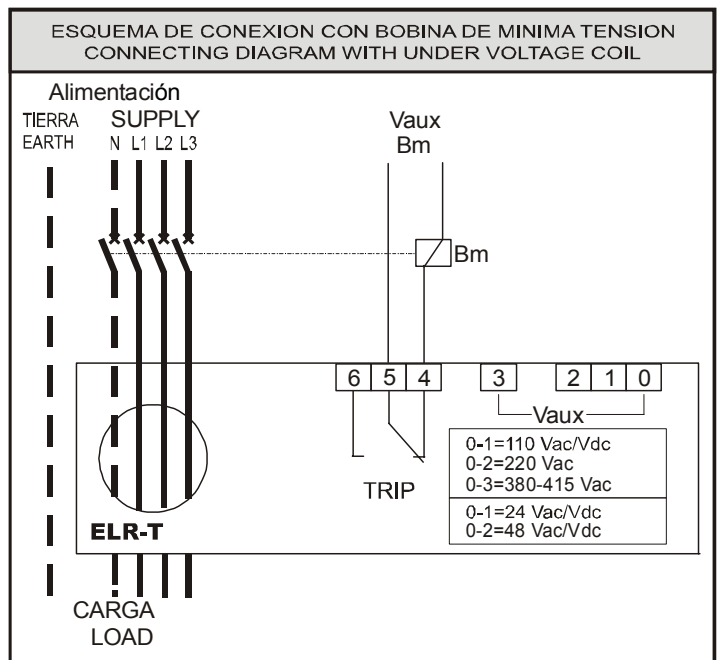 ESQUEMA DE CONEXION CON BOBINA DE MINIMA TENSION
CONNECTING DIAGRAM WITH UNDER VOLTAGE COIL
Alimentación
TIERRA SUPPLY
EARTH N L1 L2 L3
Vaux
Bm
Bm
6 5 4 3 2 1 0
Vaux
TRIP
0-1=110 Vac/Vdc
0-2=220 Vac
0-3=380-415 Vac
0-1=24 Vac/Vdc
0-2=48 Vac/Vdc
ELR-T
CARGA
LOAD